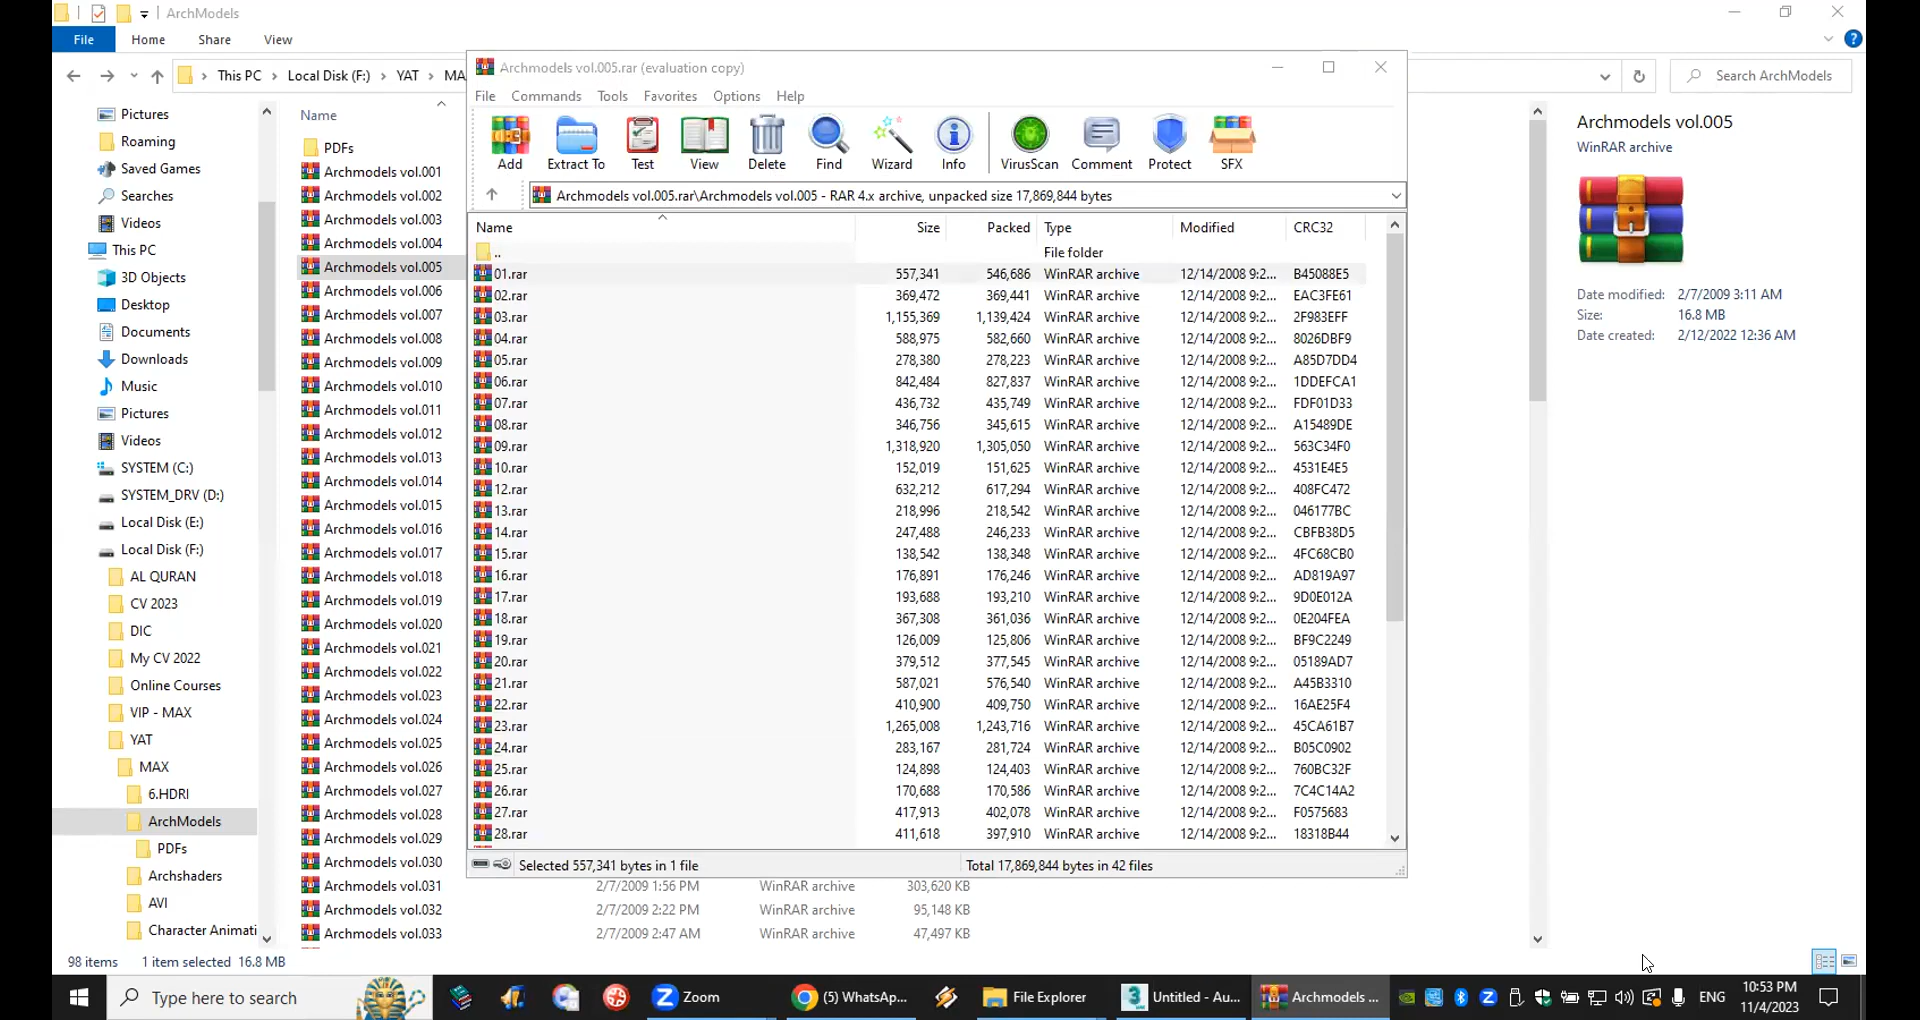 ArchModels
File Home Share View
This PC Local Disk (F:) YAT MA
Search ArchModels
Pictures
Roaming
Saved Games
Searches
Videos
This PC
3D Objects
Desktop
Documents
Downloads
Music
Pictures
Videos
SYSTEM (C:)
SYSTEM_DRV (D:)
Local Disk (E:)
Local Disk (F:)
AL QURAN
CV 2023
DIC
My CV 2022
Online Courses
VIP - MAX
YAT
MAX
6.HDRI
ArchModels
PDFs
Archshaders
AVI
Character Animati
Name
PDFs
Archmodels vol.001
Archmodels vol.002
Archmodels vol.003
Archmodels vol.004
Archmodels vol.005
Archmodels vol.006
Archmodels vol.007
Archmodels vol.008
Archmodels vol.009
Archmodels vol.010
Archmodels vol.011
Archmodels vol.012
Archmodels vol.013
Archmodels vol.014
Archmodels vol.015
Archmodels vol.016
Archmodels vol.017
Archmodels vol.018
Archmodels vol.019
Archmodels vol.020
Archmodels vol.021
Archmodels vol.022
Archmodels vol.023
Archmodels vol.024
Archmodels vol.025
Archmodels vol.026
Archmodels vol.027
Archmodels vol.028
Archmodels vol.029
Archmodels vol.030
Archmodels vol.031 2/7/2009 1:56 PM WinRAR archive 303,620 KB
Archmodels vol.032 2/7/2009 2:22 PM WinRAR archive 95,148 KB
Archmodels vol.033 2/7/2009 2:47 AM WinRAR archive 47,497 KB
Archmodels vol.005.rar (evaluation copy)
File Commands Tools Favorites Options Help
Add Extract To Test View Delete Find Wizard Info VirusScan Comment Protect SFX
Archmodels vol.005.rar\Archmodels vol.005 - RAR 4.x archive, unpacked size 17,869,844 bytes
Name Size Packed Type Modified CRC32
.. File folder
01.rar 557,341 546,686 WinRAR archive 12/14/2008 9:2... B45088E5
02.rar 369,472 369,441 WinRAR archive 12/14/2008 9:2... EAC3FE61
03.rar 1,155,369 1,139,424 WinRAR archive 12/14/2008 9:2... 2F983EFF
04.rar 588,975 582,660 WinRAR archive 12/14/2008 9:2... 8026DBF9
05.rar 278,380 278,223 WinRAR archive 12/14/2008 9:2... A85D7DD4
06.rar 842,484 827,837 WinRAR archive 12/14/2008 9:2... 1DDEFCA1
07.rar 436,732 435,749 WinRAR archive 12/14/2008 9:2... FDF01D33
08.rar 346,756 345,615 WinRAR archive 12/14/2008 9:2... A15489DE
09.rar 1,318,920 1,305,050 WinRAR archive 12/14/2008 9:2... 563C34F0
10.rar 152,019 151,625 WinRAR archive 12/14/2008 9:2... 4531E4E5
12.rar 632,212 617,294 WinRAR archive 12/14/2008 9:2... 408FC472
13.rar 218,996 218,542 WinRAR archive 12/14/2008 9:2... 046177BC
14.rar 247,488 246,233 WinRAR archive 12/14/2008 9:2... CBFB38D5
15.rar 138,542 138,348 WinRAR archive 12/14/2008 9:2... 4FC68CB0
16.rar 176,891 176,246 WinRAR archive 12/14/2008 9:2... AD819A97
17.rar 193,688 193,210 WinRAR archive 12/14/2008 9:2... 9D0E012A
18.rar 367,308 361,036 WinRAR archive 12/14/2008 9:2... 0E204FEA
19.rar 126,009 125,806 WinRAR archive 12/14/2008 9:2... BF9C2249
20.rar 379,512 377,545 WinRAR archive 12/14/2008 9:2... 05189AD7
21.rar 587,021 576,540 WinRAR archive 12/14/2008 9:2... A45B3310
22.rar 410,900 409,750 WinRAR archive 12/14/2008 9:2... 16AE25F4
23.rar 1,265,008 1,243,716 WinRAR archive 12/14/2008 9:2... 45CA61B7
24.rar 283,167 281,724 WinRAR archive 12/14/2008 9:2... B05C0902
25.rar 124,898 124,403 WinRAR archive 12/14/2008 9:2... 760BC32F
26.rar 170,688 170,586 WinRAR archive 12/14/2008 9:2... 7C4C14A2
27.rar 417,913 402,078 WinRAR archive 12/14/2008 9:2... F0575683
28.rar 411,618 397,910 WinRAR archive 12/14/2008 9:2... 18318B44
Selected 557,341 bytes in 1 file Total 17,869,844 bytes in 42 files
Archmodels vol.005
WinRAR archive
Date modified: 2/7/2009 3:11 AM
Size: 16.8 MB
Date created: 2/12/2022 12:36 AM
98 items 1 item selected 16.8 MB
Type here to search Zoom (5) WhatsAp... File Explorer Untitled - Au... Archmodels ... ENG 10:53 PM
11/4/2023